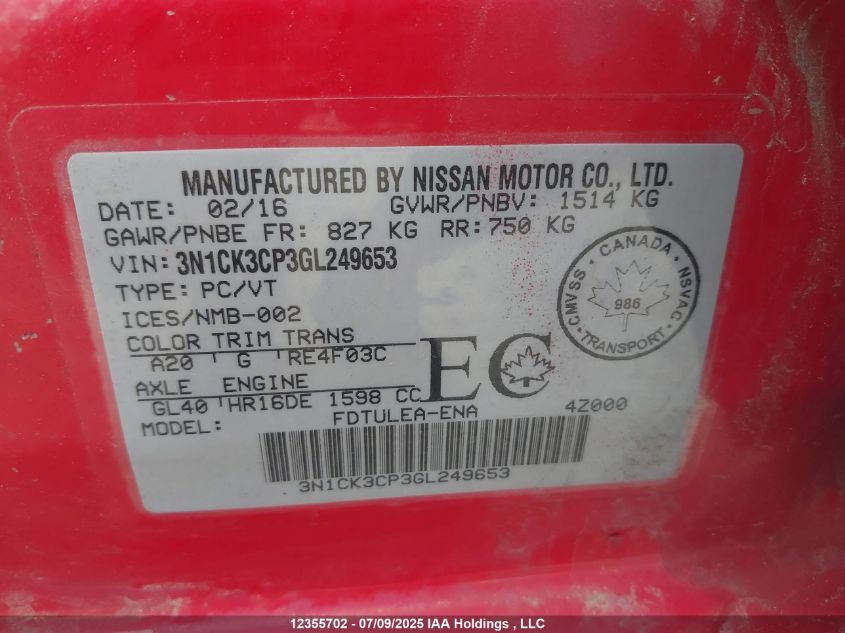 MANUFACTURED BY NISSAN MOTOR CO., LTD.
DATE: 02/16 GVWR/PNBV: 1514 KG
GAWR/PNBE FR: 827 KG RR: 750 KG
VIN: 3N1CK3CP3GL249653
TYPE: PC/VT
ICES/NMB-002
COLOR TRIM TRANS
A20 G RE4F03C
AXLE ENGINE
GL40 HR16DE 1598 CC
MODEL: FDTULEA-ENA 4Z000
EC
CANADA
CMVSS NSVAC
986
TRANSPORT
3N1CK3CP3GL249653
12355702 - 07/09/2025 IAA Holdings , LLC